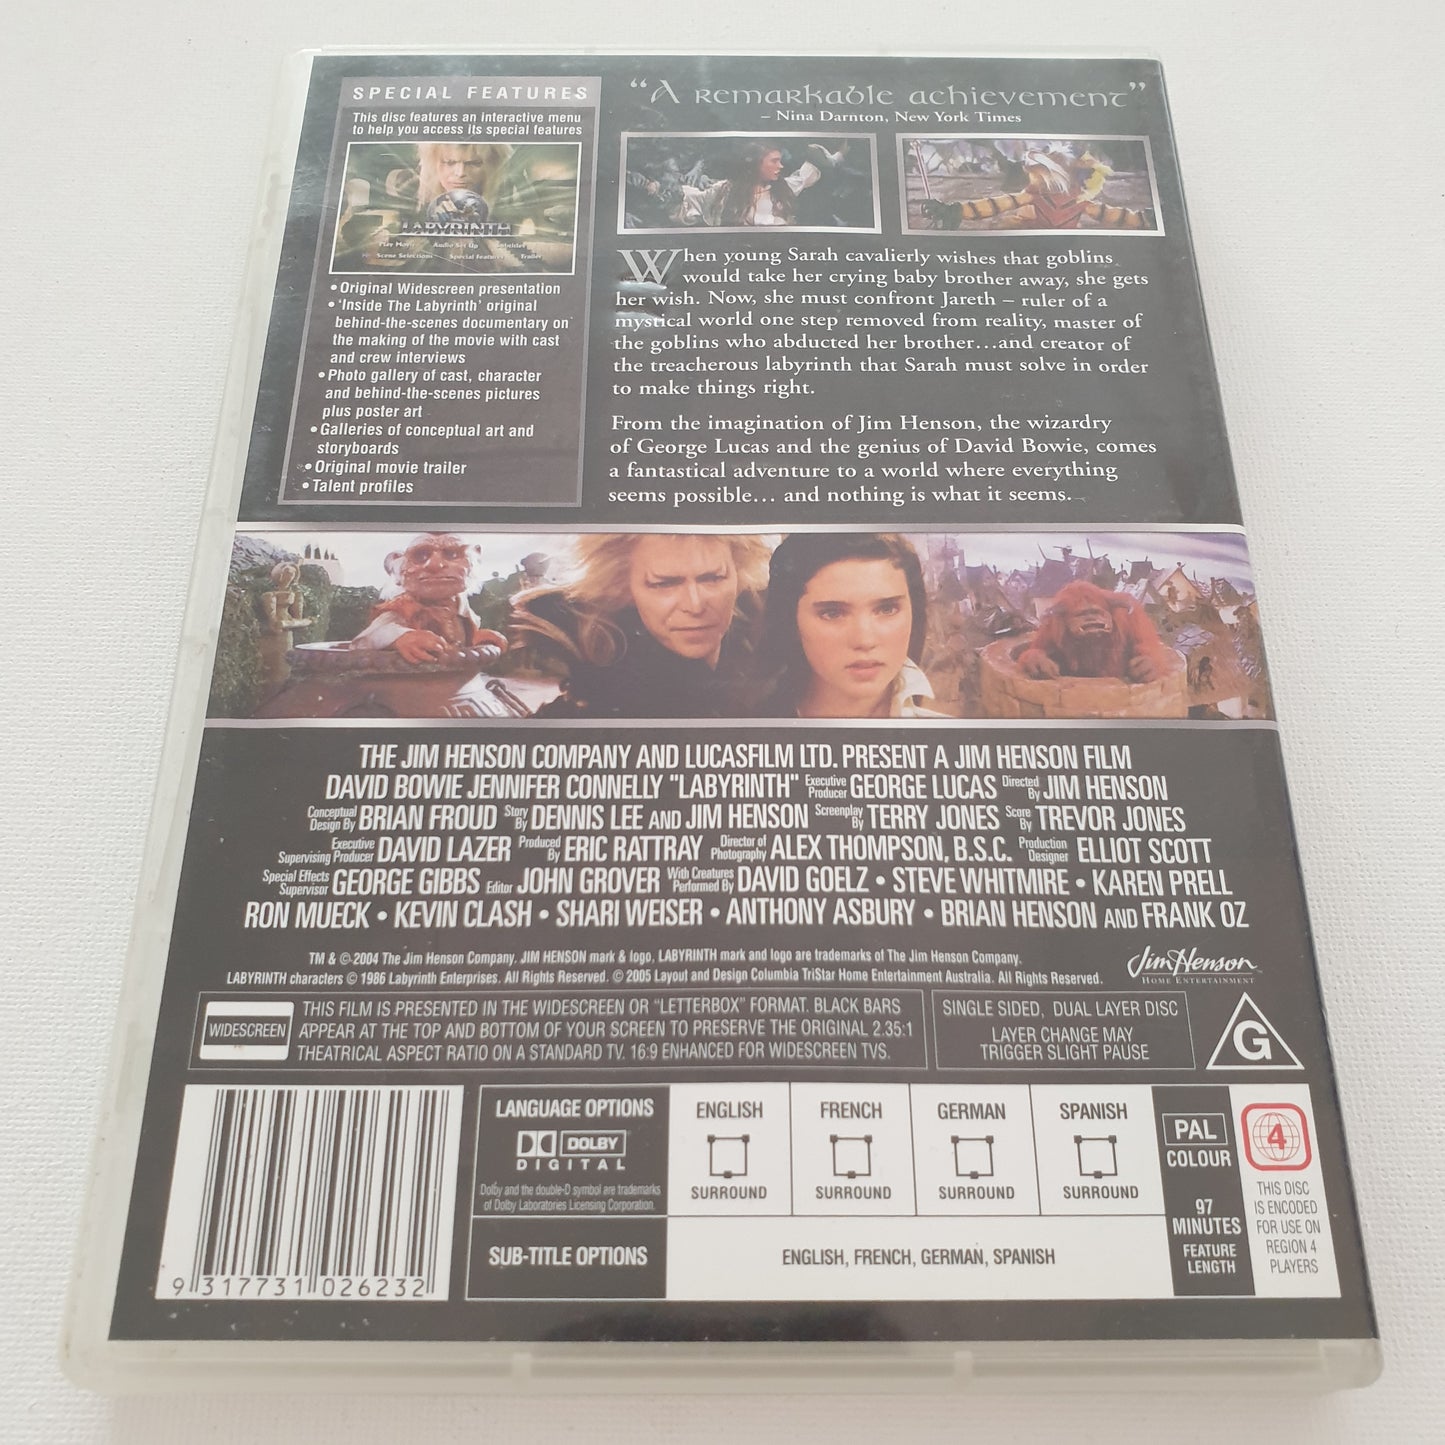 SPECIAL FEATURES
This disc features an interactive menu
to help you access its special features
LABYRINTH
Play Movie Audio Set Up Subtitles
Scene Selections Special Features Trailer
• Original Widescreen presentation
• 'Inside The Labyrinth' original
behind-the-scenes documentary on
the making of the movie with cast
and crew interviews
• Photo gallery of cast, character
and behind-the-scenes pictures
plus poster art
• Galleries of conceptual art and
storyboards
• Original movie trailer
• Talent profiles
“A Remarkable achievement”
– Nina Darnton, New York Times
When young Sarah cavalierly wishes that goblins
would take her crying baby brother away, she gets
her wish. Now, she must confront Jareth – ruler of a
mystical world one step removed from reality, master of
the goblins who abducted her brother...and creator of
the treacherous labyrinth that Sarah must solve in order
to make things right.
From the imagination of Jim Henson, the wizardry
of George Lucas and the genius of David Bowie, comes
a fantastical adventure to a world where everything
seems possible... and nothing is what it seems.
THE JIM HENSON COMPANY AND LUCASFILM LTD. PRESENT A JIM HENSON FILM
DAVID BOWIE JENNIFER CONNELLY "LABYRINTH" Executive Producer GEORGE LUCAS Directed By JIM HENSON
Conceptual Design By BRIAN FROUD Story By DENNIS LEE AND JIM HENSON Screenplay By TERRY JONES Score By TREVOR JONES
Executive Supervising Producer DAVID LAZER Produced By ERIC RATTRAY Director of Photography ALEX THOMPSON, B.S.C. Production Designer ELLIOT SCOTT
Special Effects Supervisor GEORGE GIBBS Editor JOHN GROVER With Creatures Performed By DAVID GOELZ • STEVE WHITMIRE • KAREN PRELL
RON MUECK • KEVIN CLASH • SHARI WEISER • ANTHONY ASBURY • BRIAN HENSON AND FRANK OZ
TM & © 2004 The Jim Henson Company. JIM HENSON mark & logo, LABYRINTH mark and logo are trademarks of The Jim Henson Company.
LABYRINTH characters © 1986 Labyrinth Enterprises. All Rights Reserved. © 2005 Layout and Design Columbia TriStar Home Entertainment Australia. All Rights Reserved.
Jim Henson
HOME ENTERTAINMENT
WIDESCREEN
THIS FILM IS PRESENTED IN THE WIDESCREEN OR "LETTERBOX" FORMAT. BLACK BARS
APPEAR AT THE TOP AND BOTTOM OF YOUR SCREEN TO PRESERVE THE ORIGINAL 2.35:1
THEATRICAL ASPECT RATIO ON A STANDARD TV. 16:9 ENHANCED FOR WIDESCREEN TVS.
SINGLE SIDED, DUAL LAYER DISC
LAYER CHANGE MAY
TRIGGER SLIGHT PAUSE
G
9 317731 026232
LANGUAGE OPTIONS
DOLBY
DIGITAL
Dolby and the double-D symbol are trademarks
of Dolby Laboratories Licensing Corporation.
ENGLISH
SURROUND
FRENCH
SURROUND
GERMAN
SURROUND
SPANISH
SURROUND
SUB-TITLE OPTIONS
ENGLISH, FRENCH, GERMAN, SPANISH
PAL
COLOUR
97
MINUTES
FEATURE
LENGTH
4
THIS DISC
IS ENCODED
FOR USE ON
REGION 4
PLAYERS